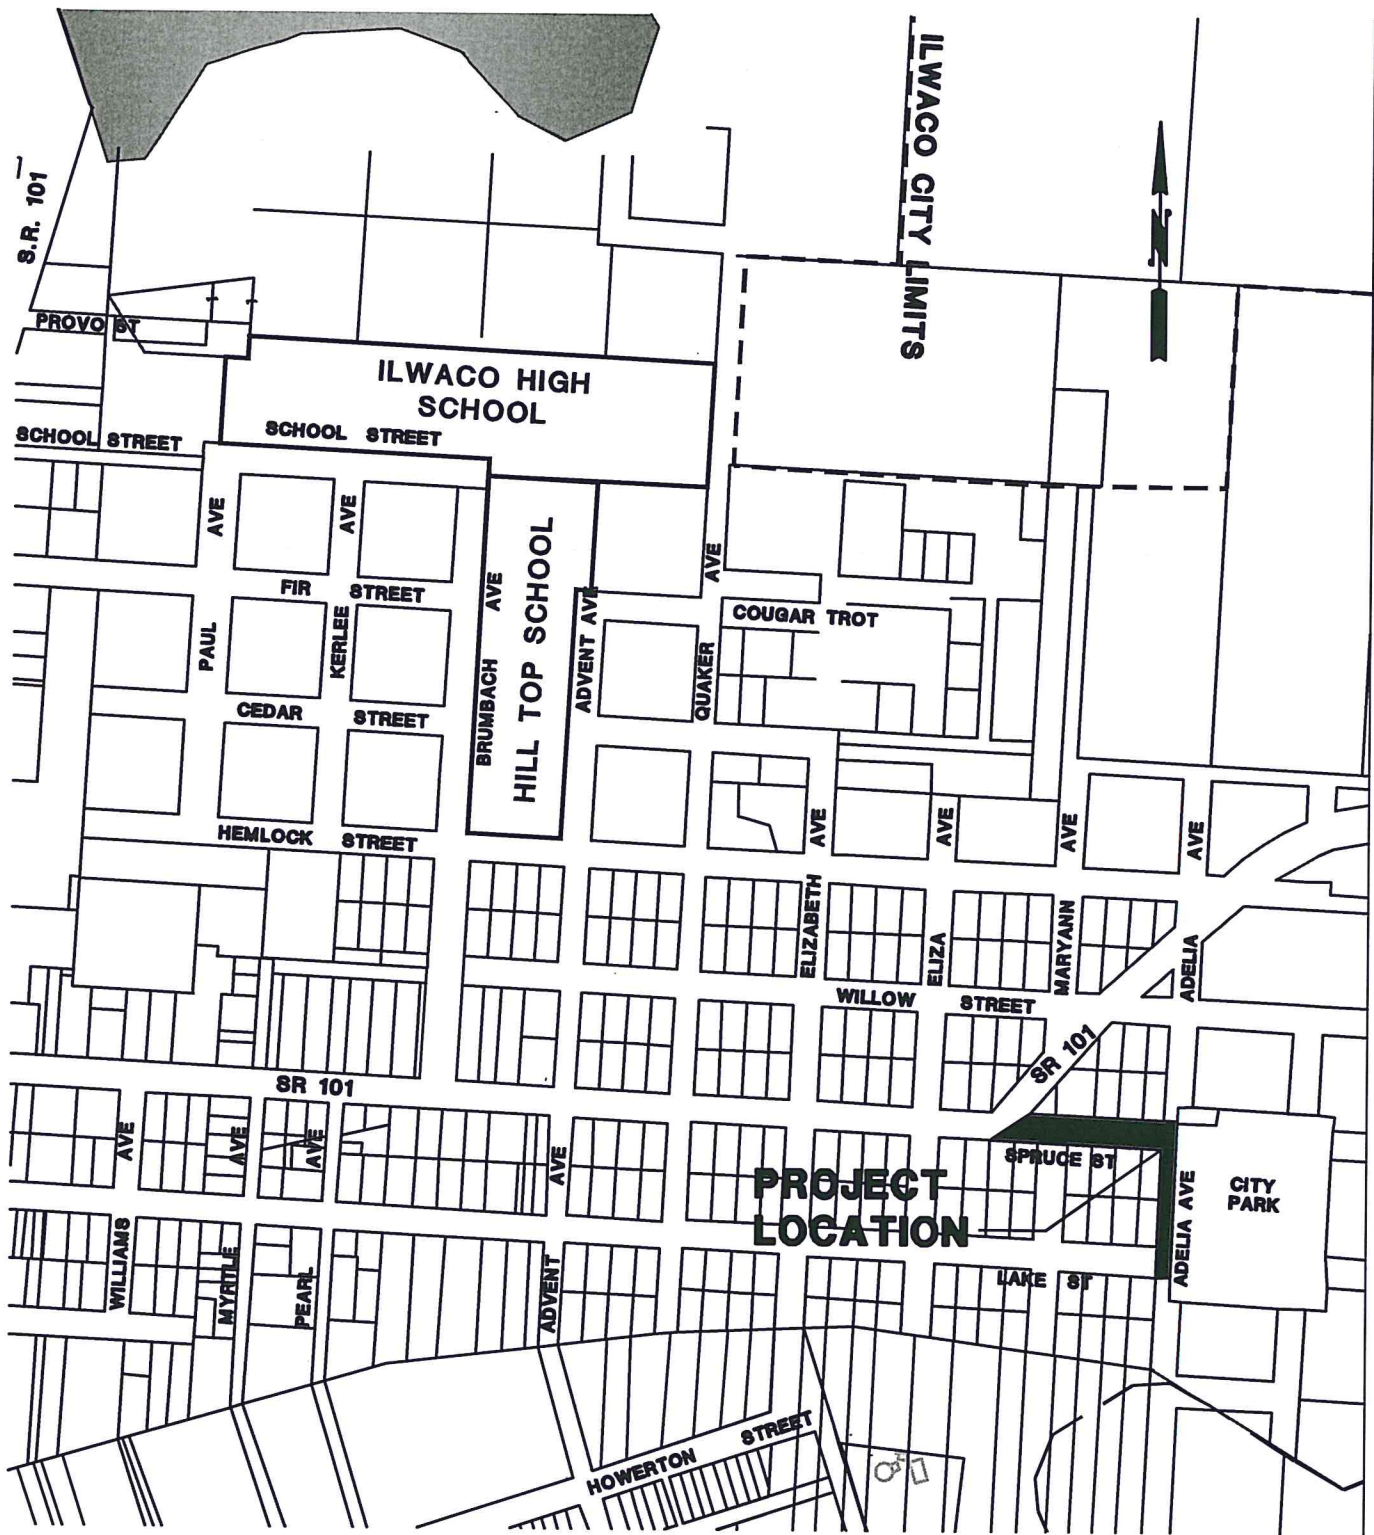 ILWACO CITY LIMITS
N
S.R. 101
PROVO ST
ILWACO HIGH
SCHOOL
SCHOOL STREET
SCHOOL STREET
AVE
AVE
AVE
AVE
FIR STREET
COUGAR TROT
PAUL
KERLEE
BRUMBACH
HILL TOP SCHOOL
ADVENT AVE
QUAKER
CEDAR STREET
HEMLOCK STREET
AVE
AVE
AVE
AVE
ELIZABETH
ELIZA
MARYANN
ADELIA
WILLOW STREET
SR 101
SR 101
AVE
AVE
AVE
AVE
SPRUCE ST
PROJECT
LOCATION
CITY
PARK
ADELIA AVE
WILLIAMS
MYRTLE
PEARL
ADVENT
LAKE ST
HOWERTON STREET